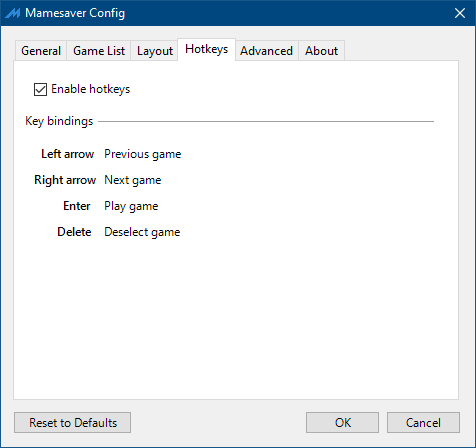 Mamesaver Config
General Game List Layout Hotkeys Advanced About
Enable hotkeys
Key bindings
Left arrow Previous game
Right arrow Next game
Enter Play game
Delete Deselect game
Reset to Defaults OK Cancel